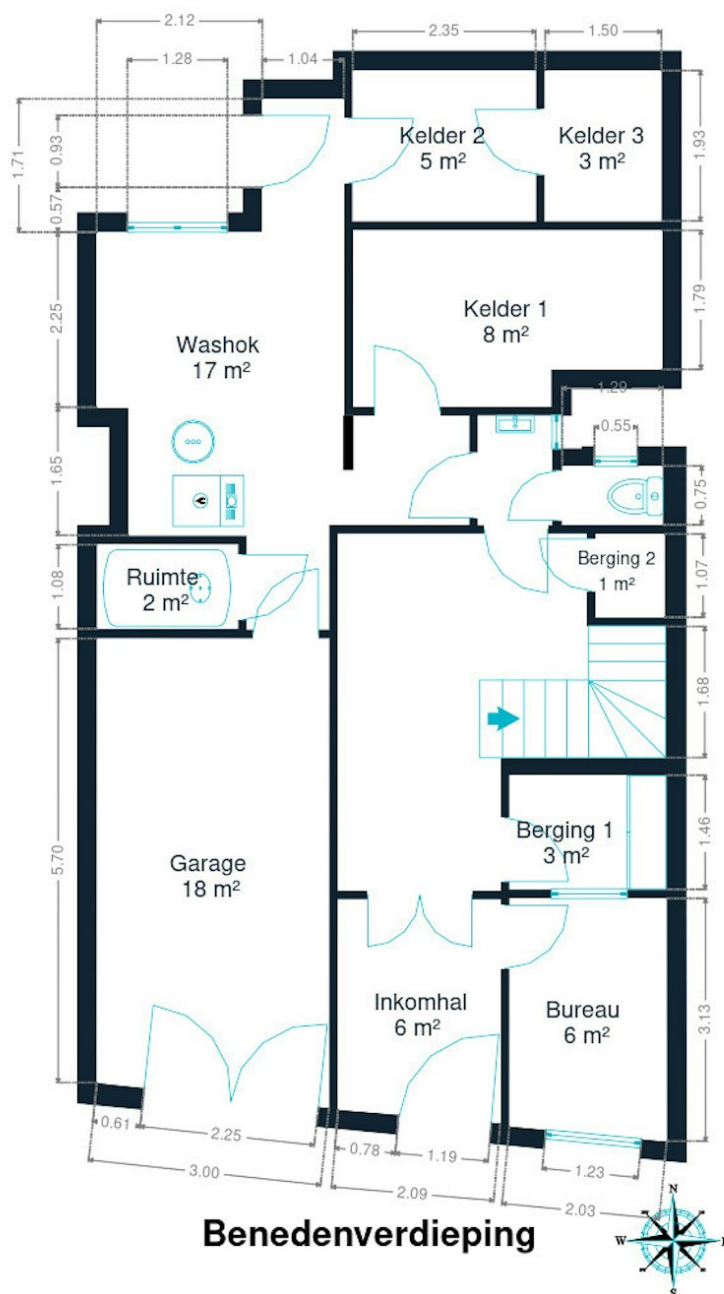 2.12
2.35
1.50
1.28
1.04
1.71
0.93
0.57
Kelder 2
5 m²
Kelder 3
3 m²
1.93
2.25
Washok
17 m²
Kelder 1
8 m²
1.79
1.29
0.55
1.65
0.75
1.08
Ruimte
2 m²
Berging 2
1 m²
1.07
1.68
5.70
Garage
18 m²
Berging 1
3 m²
1.46
Inkomhal
6 m²
Bureau
6 m²
3.13
0.61
2.25
3.00
0.78
1.19
2.09
1.23
2.03
Benedenverdieping
N
W
E
S